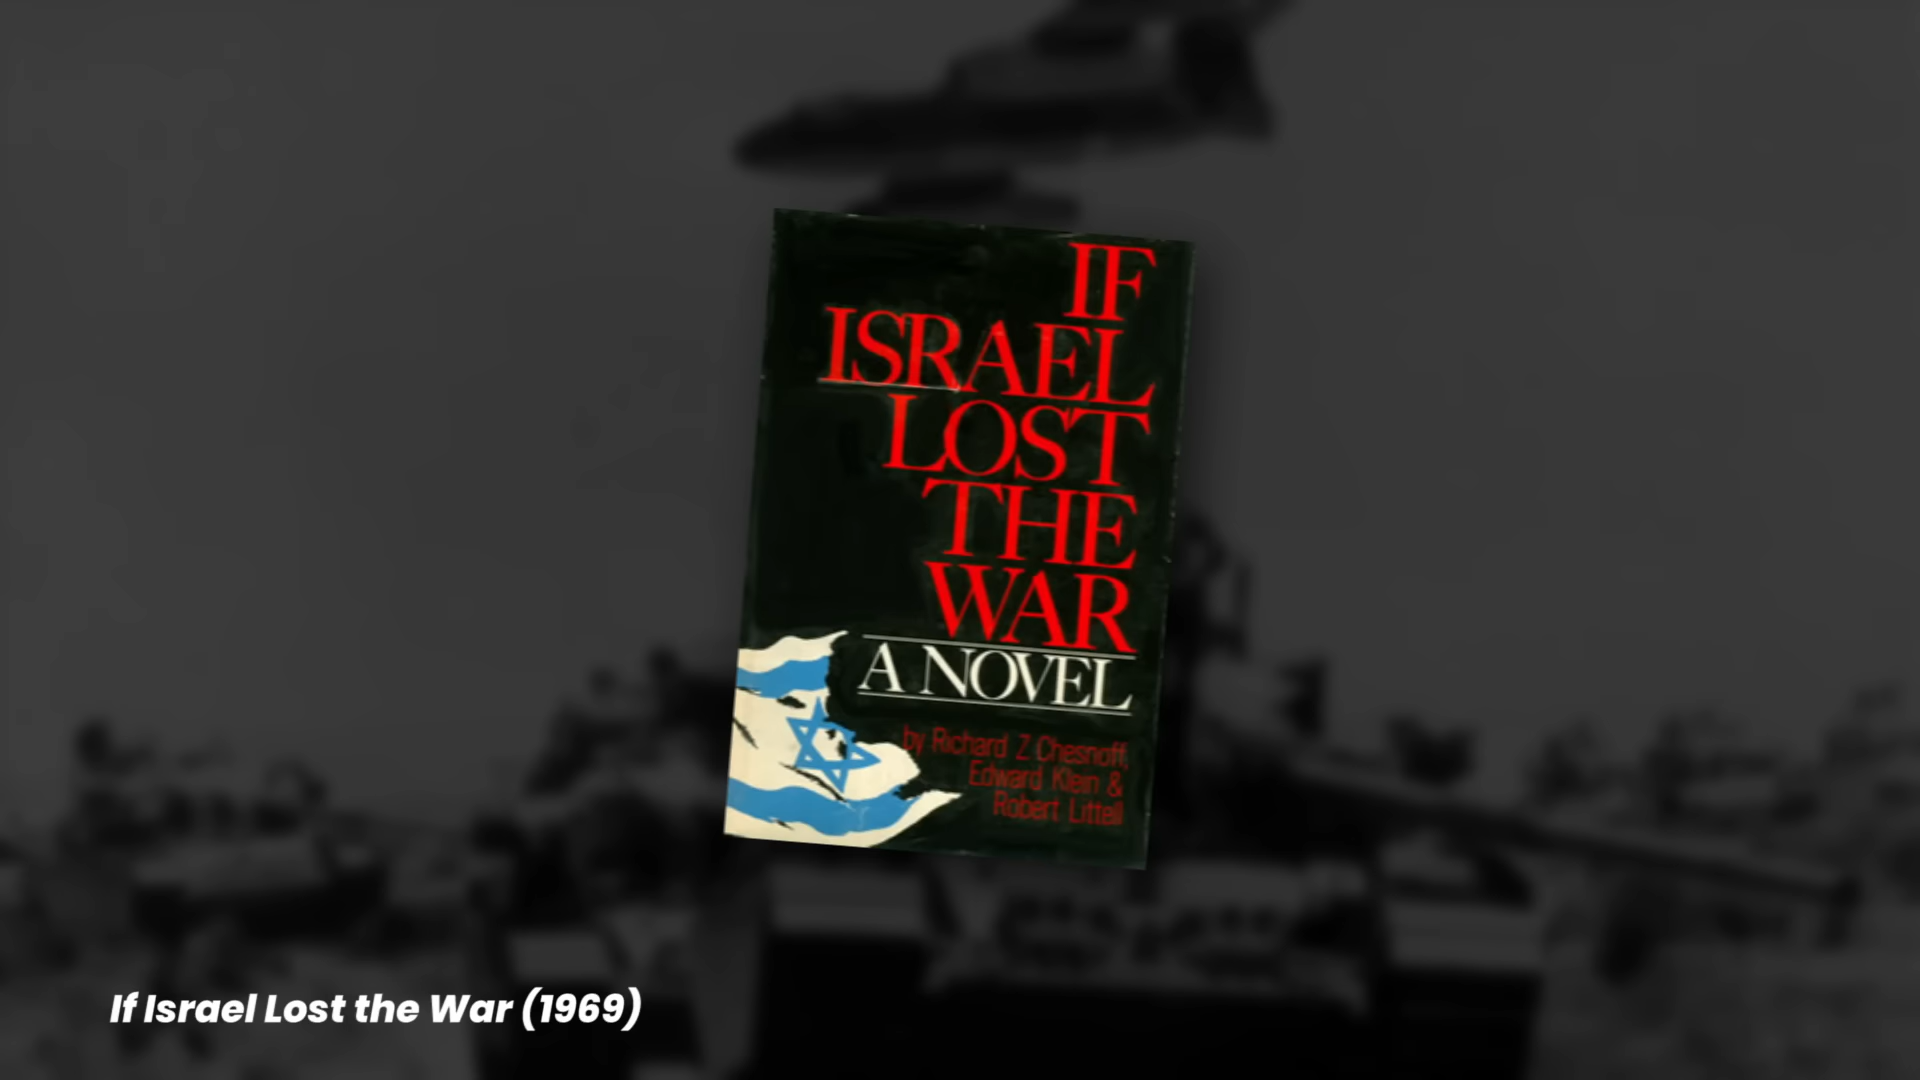 IF
ISRAEL
LOST
THE
WAR
A NOVEL
by Richard Z. Chesnoff,
Edward Klein &
Robert Littell
If Israel Lost the War (1969)